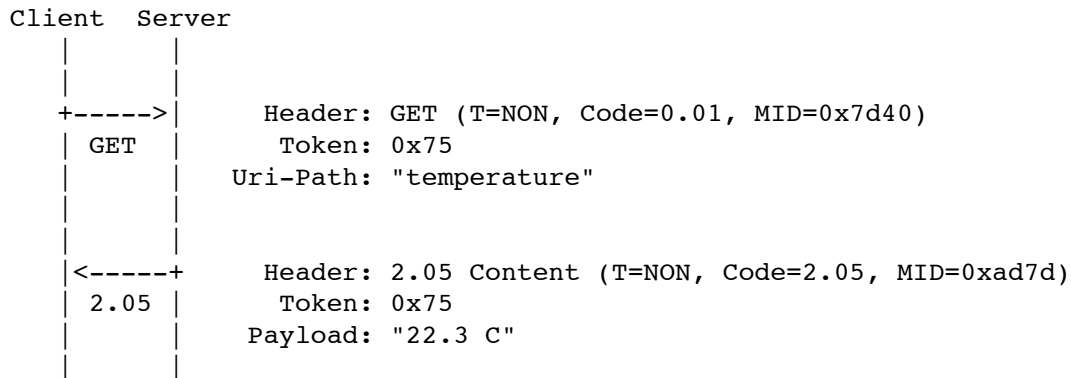 Client  Server
   |      |
   |      |
   +----->|     Header: GET (T=NON, Code=0.01, MID=0x7d40)
   | GET  |      Token: 0x75
   |      |   Uri-Path: "temperature"
   |      |
   |      |
   |<-----+     Header: 2.05 Content (T=NON, Code=2.05, MID=0xad7d)
   | 2.05 |      Token: 0x75
   |      |    Payload: "22.3 C"
   |      |